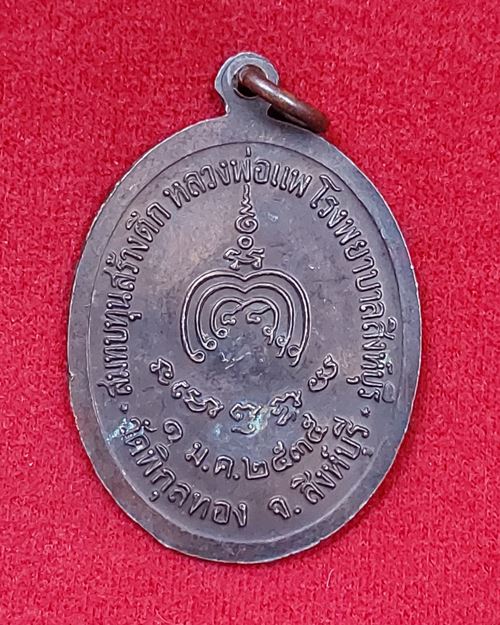 สมทบทุนสร้างตึก หลวงพ่อแพ โรงพยาบาลสิงห์บุรี
๑ ม.ค. ๒๕๓๕
วัดพิกุลทอง จ. สิงห์บุรี